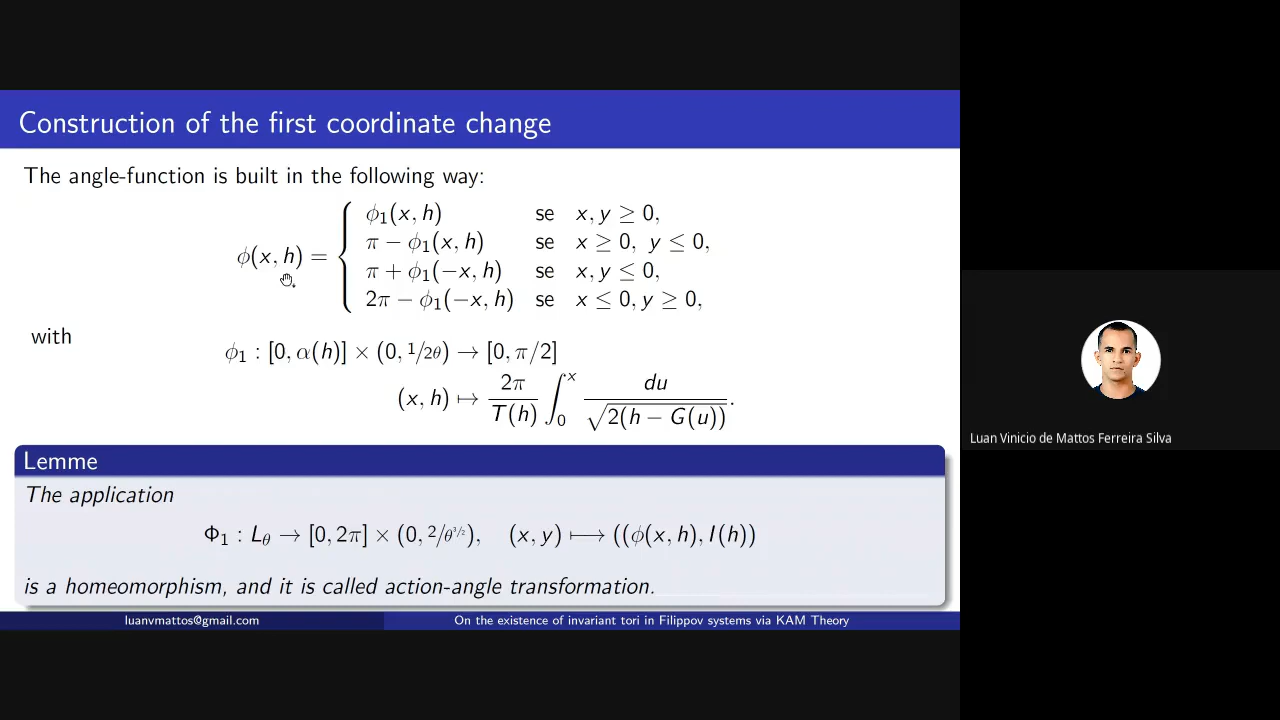 Construction of the first coordinate change
The angle-function is built in the following way:
ϕ(x, h) = { ϕ₁(x, h) se x, y ≥ 0,
π − ϕ₁(x, h) se x ≥ 0, y ≤ 0,
π + ϕ₁(−x, h) se x, y ≤ 0,
2π − ϕ₁(−x, h) se x ≤ 0, y ≥ 0,
with
ϕ₁ : [0, α(h)] × (0, 1/2θ) → [0, π/2]
(x, h) ↦ 2π/T(h) ∫₀ˣ du/√(2(h − G(u))).
Lemme
The application
Φ₁ : L_θ → [0, 2π] × (0, 2/θ^{3/2}), (x, y) ⟼ ((ϕ(x, h), I(h))
is a homeomorphism, and it is called action-angle transformation.
luanvmattos@gmail.com On the existence of invariant tori in Filippov systems via KAM Theory
Luan Vinicio de Mattos Ferreira Silva